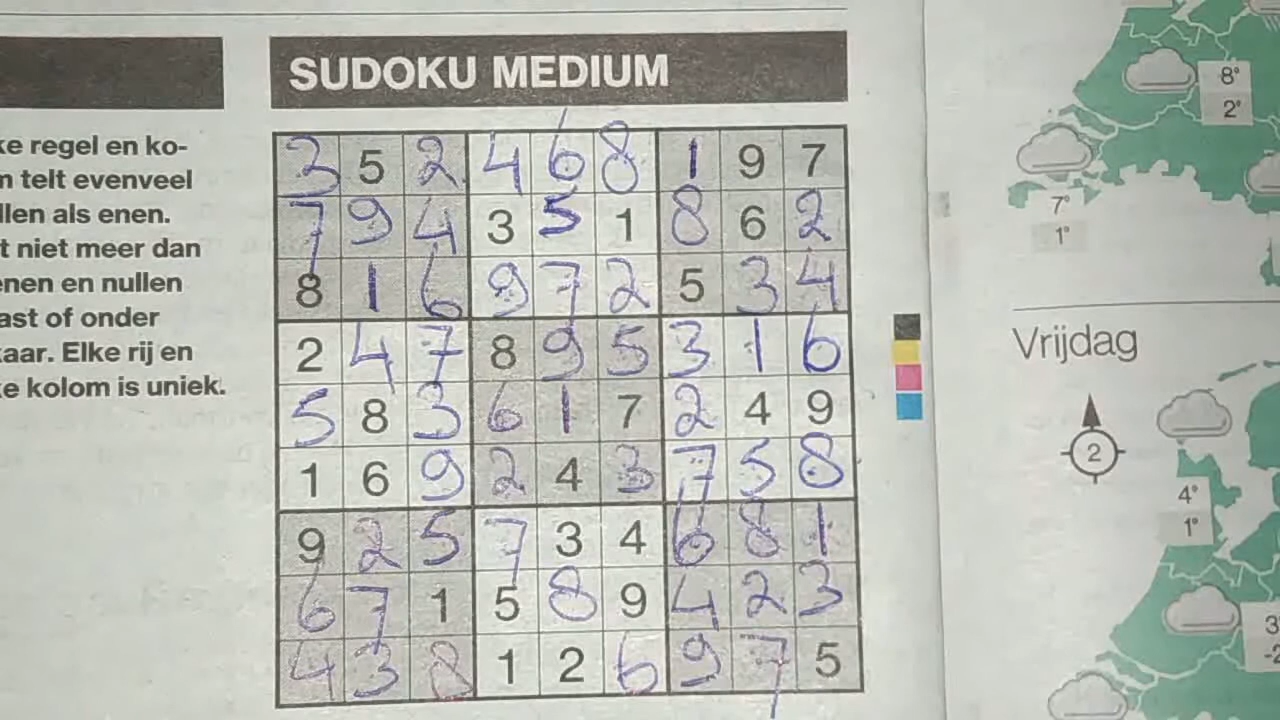 SUDOKU MEDIUM
ke regel en ko-
n telt evenveel
llen als enen.
t niet meer dan
enen en nullen
ast of onder
kaar. Elke rij en
ke kolom is uniek.
3 5 2 4 6 8 1 9 7
7 9 4 3 5 1 8 6 2
8 1 6 9 7 2 5 3 4
2 4 7 8 9 5 3 1 6
5 8 3 6 1 7 2 4 9
1 6 9 2 4 3 7 5 8
9 2 5 7 3 4 6 8 1
6 7 1 5 8 9 4 2 3
4 3 8 1 2 6 9 7 5
8°
2°
7°
1°
Vrijdag
2
4°
1°
3
-2